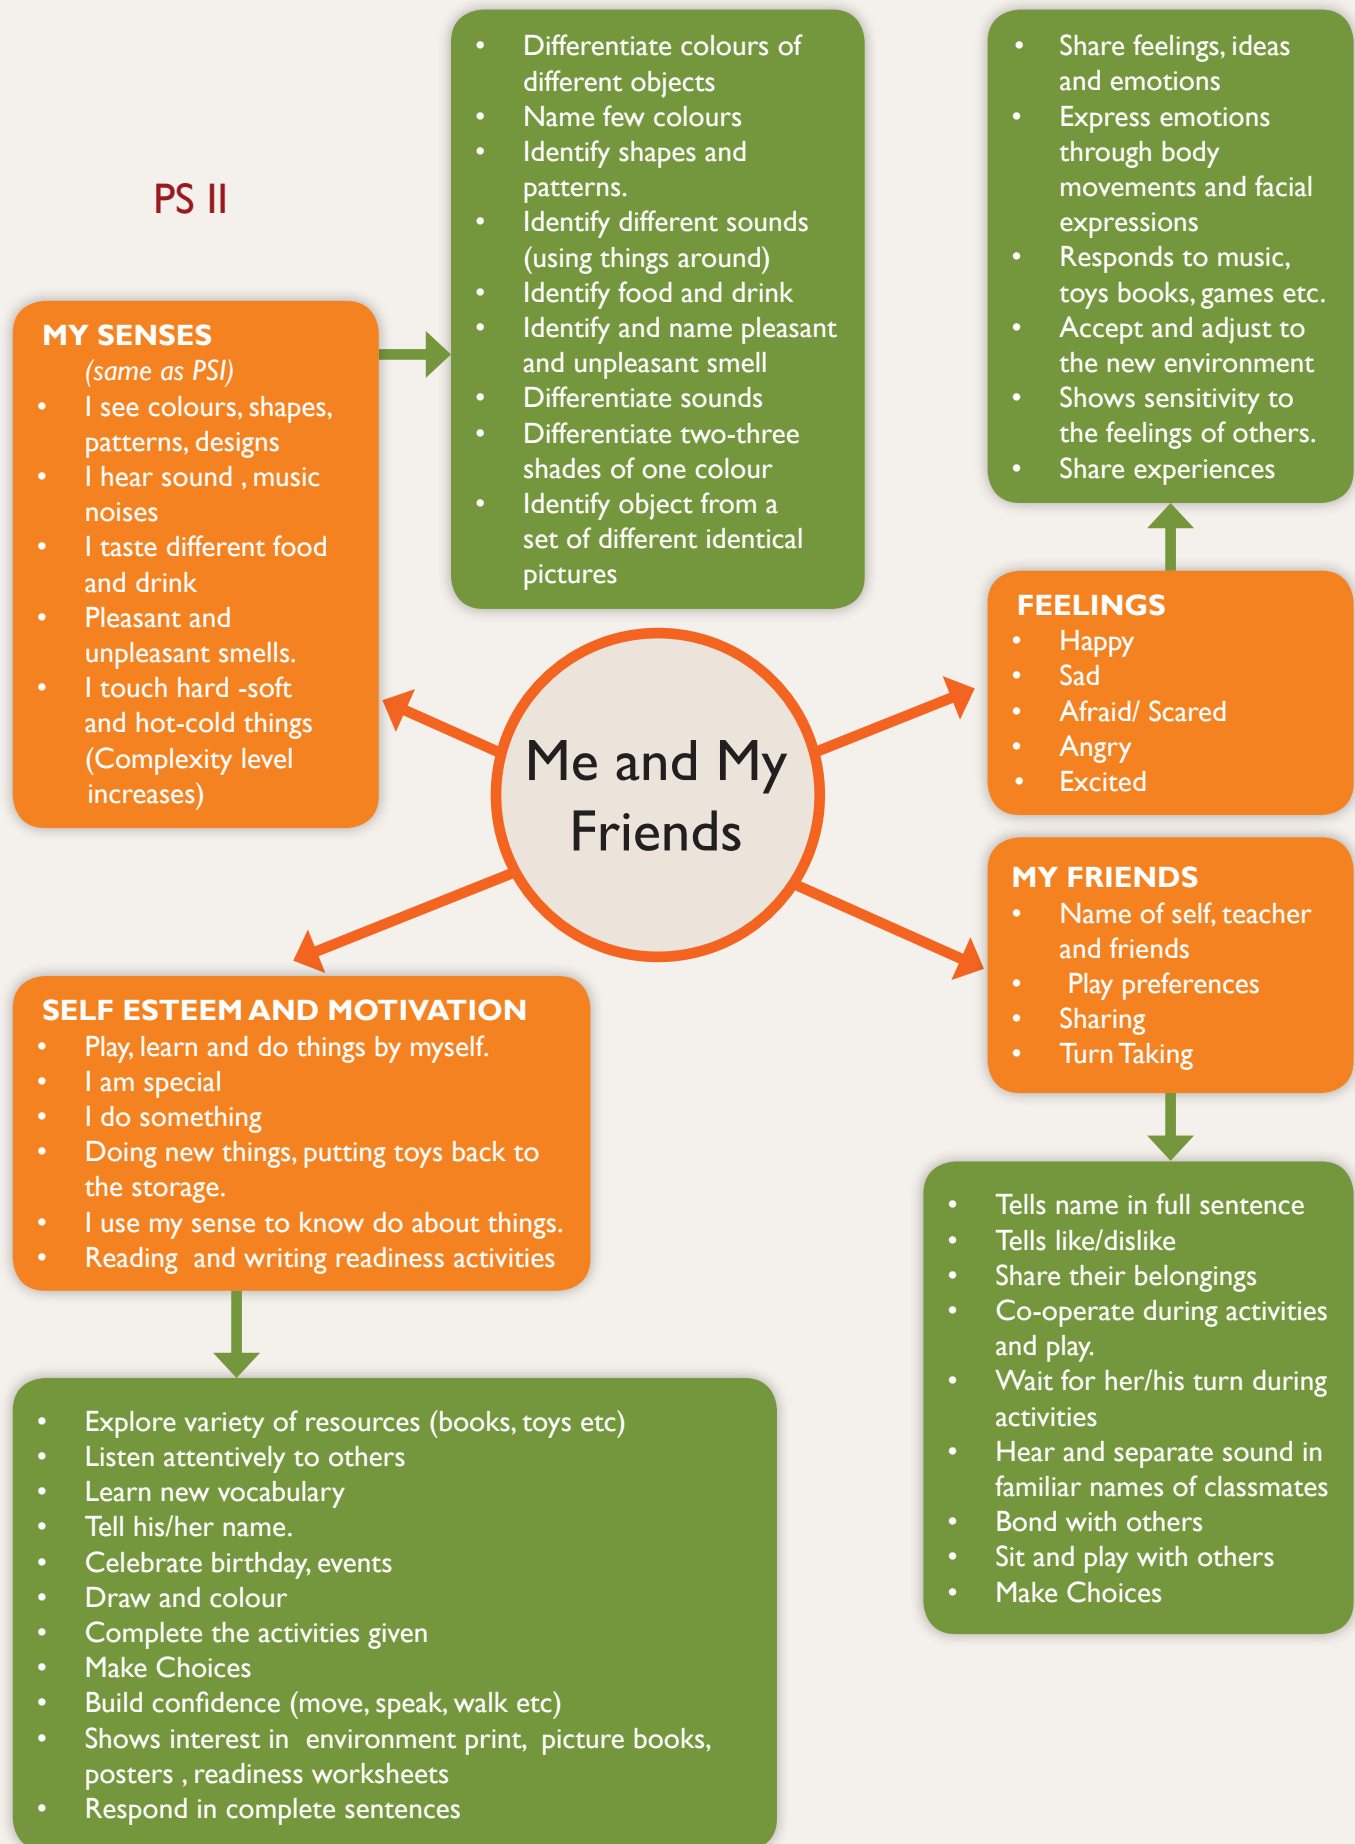 PS II
MY SENSES
(same as PSI)
• I see colours, shapes,
patterns, designs
• I hear sound , music
noises
• I taste different food
and drink
• Pleasant and
unpleasant smells.
• I touch hard -soft
and hot-cold things
(Complexity level
increases)
• Differentiate colours of
different objects
• Name few colours
• Identify shapes and
patterns.
• Identify different sounds
(using things around)
• Identify food and drink
• Identify and name pleasant
and unpleasant smell
• Differentiate sounds
• Differentiate two-three
shades of one colour
• Identify object from a
set of different identical
pictures
• Share feelings, ideas
and emotions
• Express emotions
through body
movements and facial
expressions
• Responds to music,
toys books, games etc.
• Accept and adjust to
the new environment
• Shows sensitivity to
the feelings of others.
• Share experiences
FEELINGS
• Happy
• Sad
• Afraid/ Scared
• Angry
• Excited
Me and My
Friends
MY FRIENDS
• Name of self, teacher
and friends
• Play preferences
• Sharing
• Turn Taking
SELF ESTEEM AND MOTIVATION
• Play, learn and do things by myself.
• I am special
• I do something
• Doing new things, putting toys back to
the storage.
• I use my sense to know do about things.
• Reading and writing readiness activities
• Tells name in full sentence
• Tells like/dislike
• Share their belongings
• Co-operate during activities
and play.
• Wait for her/his turn during
activities
• Hear and separate sound in
familiar names of classmates
• Bond with others
• Sit and play with others
• Make Choices
• Explore variety of resources (books, toys etc)
• Listen attentively to others
• Learn new vocabulary
• Tell his/her name.
• Celebrate birthday, events
• Draw and colour
• Complete the activities given
• Make Choices
• Build confidence (move, speak, walk etc)
• Shows interest in environment print, picture books,
posters , readiness worksheets
• Respond in complete sentences